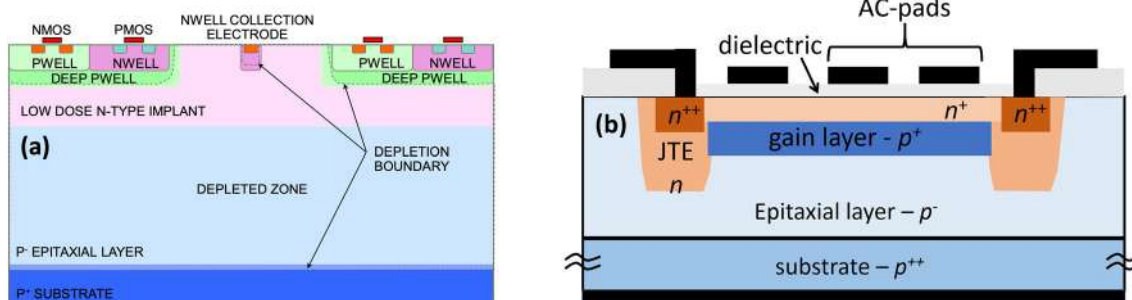 NMOS
PMOS
NWELL COLLECTION
ELECTRODE
PWELL
NWELL
PWELL
NWELL
DEEP PWELL
DEEP PWELL
LOW DOSE N-TYPE IMPLANT
(a)
DEPLETION
BOUNDARY
DEPLETED ZONE
P- EPITAXIAL LAYER
P+ SUBSTRATE
AC-pads
dielectric
n++
n+
n++
(b)
gain layer - p+
JTE
n
Epitaxial layer – p-
substrate – p++